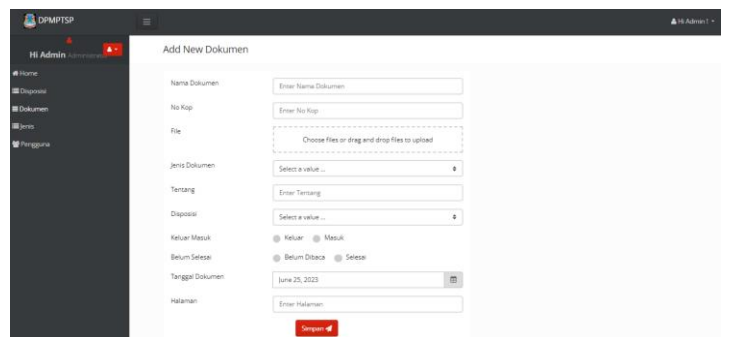 DPMPTSP
Hi Admin !
Hi Admin Administrator
Home
Disposisi
Dokumen
Jenis
Pengguna
Add New Dokumen
Nama Dokumen
Enter Nama Dokumen
No Kop
Enter No Kop
File
Choose files or drag and drop files to upload
Jenis Dokumen
Select a value ...
Tentang
Enter Tentang
Disposisi
Select a value ...
Keluar Masuk
Keluar Masuk
Belum Selesai
Belum Dibaca Selesai
Tanggal Dokumen
June 25, 2023
Halaman
Enter Halaman
Simpan